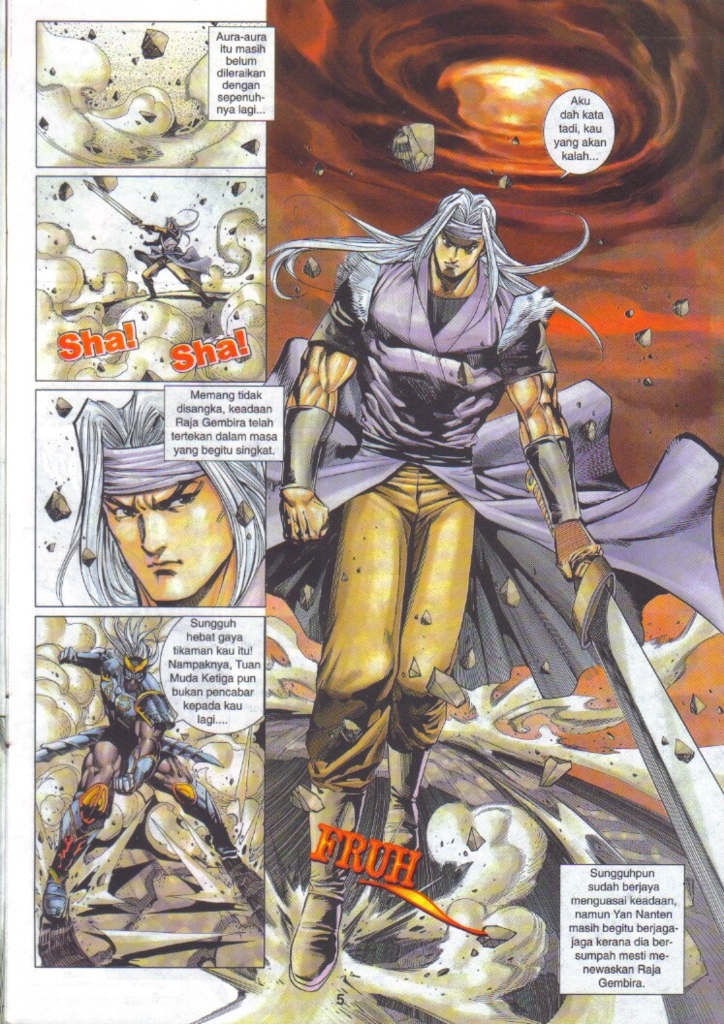 Aura-aura
itu masih
belum
dileraikan
dengan
sepenuh-
nya lagi...
Aku
dah kata
tadi, kau
yang akan
kalah...
Sha!
Sha!
Memang tidak
disangka, keadaan
Raja Gembira telah
tertekan dalam masa
yang begitu singkat.
Sungguh
hebat gaya
tikaman kau itu!
Nampaknya, Tuan
Muda Ketiga pun
bukan pencabar
kepada kau
lagi....
FRUH
Sungguhpun
sudah berjaya
menguasai keadaan,
namun Yan Nanten
masih begitu berjaga-
jaga kerana dia ber-
sumpah mesti me-
newaskan Raja
Gembira.
5